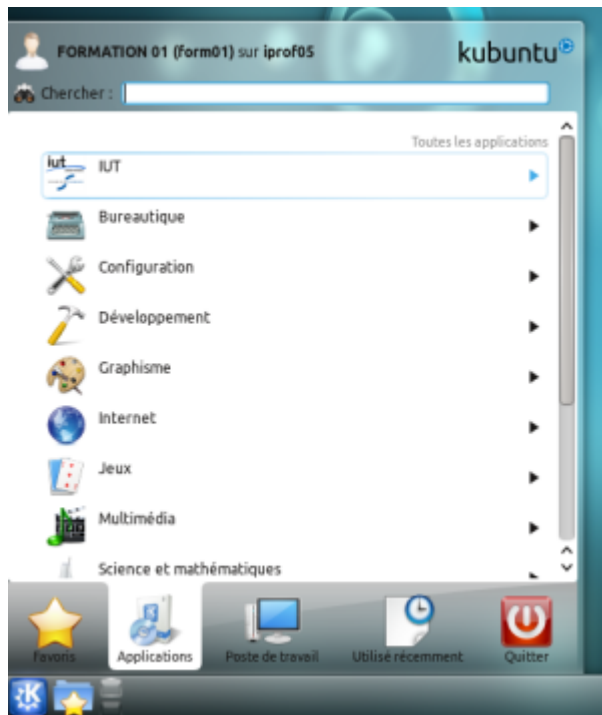 FORMATION 01 (form01) sur iprof05
kubuntu
Chercher :
Toutes les applications
iut
IUT
Bureautique
Configuration
Développement
Graphisme
Internet
Jeux
Multimédia
Science et mathématiques
Favoris
Applications
Poste de travail
Utilisé récemment
Quitter